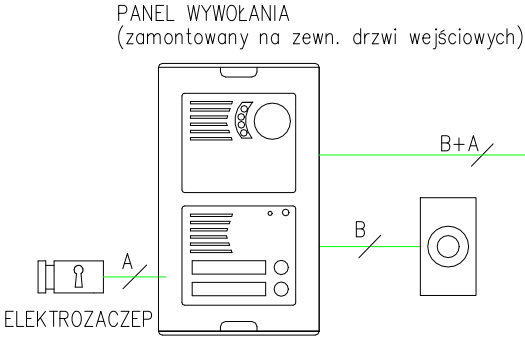 PANEL WYWOŁANIA
(zamontowany na zewn. drzwi wejściowych)
B+A
B
A
ELEKTROZACZEP